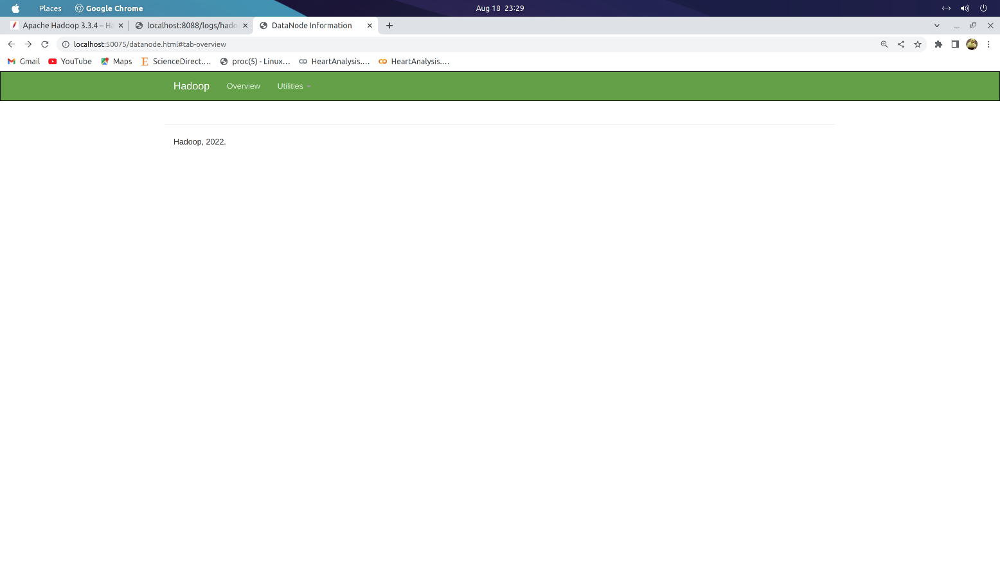 Places Google Chrome Aug 18 23:29
Apache Hadoop 3.3.4 – Ha localhost:8088/logs/hado DataNode Information
localhost:50075/datanode.html#tab-overview
Gmail YouTube Maps ScienceDirect.... proc(5) - Linux... HeartAnalysis.... HeartAnalysis....
Hadoop Overview Utilities
Hadoop, 2022.